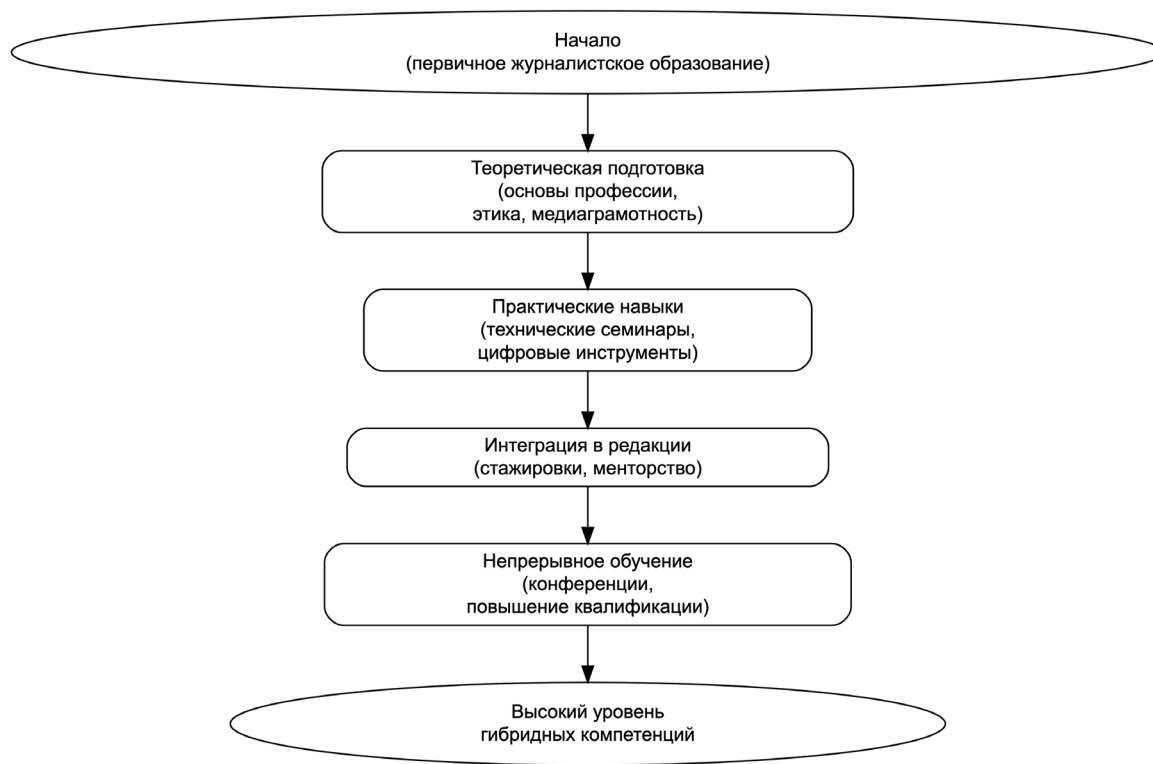 Начало
(первичное журналистское образование)
Теоретическая подготовка
(основы профессии,
этика, медиаграмотность)
Практические навыки
(технические семинары,
цифровые инструменты)
Интеграция в редакции
(стажировки, менторство)
Непрерывное обучение
(конференции,
повышение квалификации)
Высокий уровень
гибридных компетенций